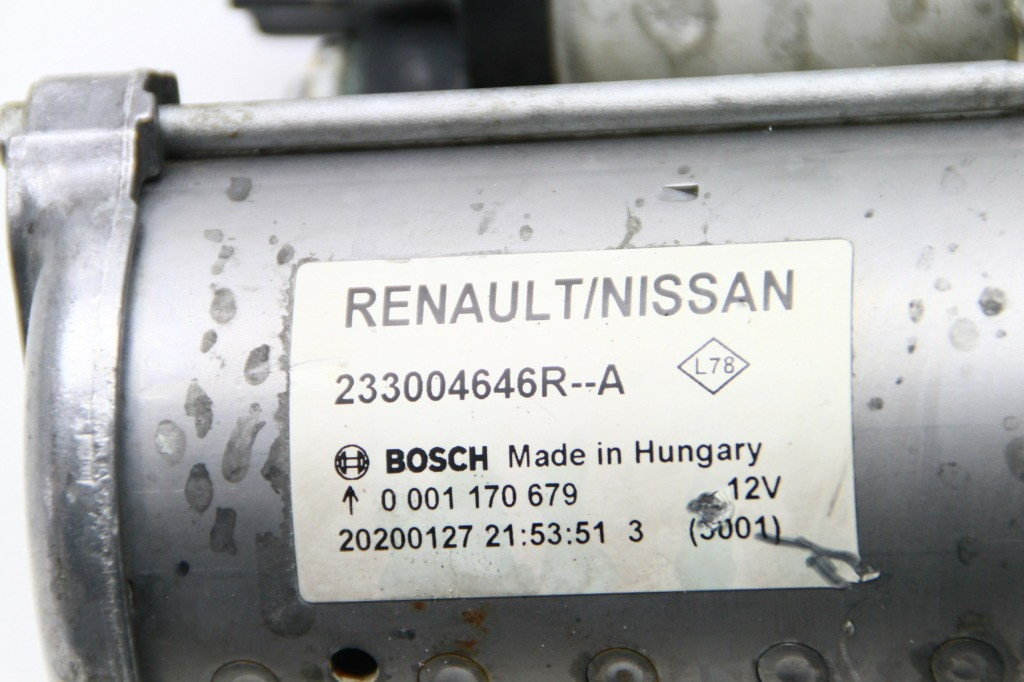 RENAULT/NISSAN
233004646R--A
L78
BOSCH Made in Hungary
↑ 0 001 170 679 12V
20200127 21:53:51 3